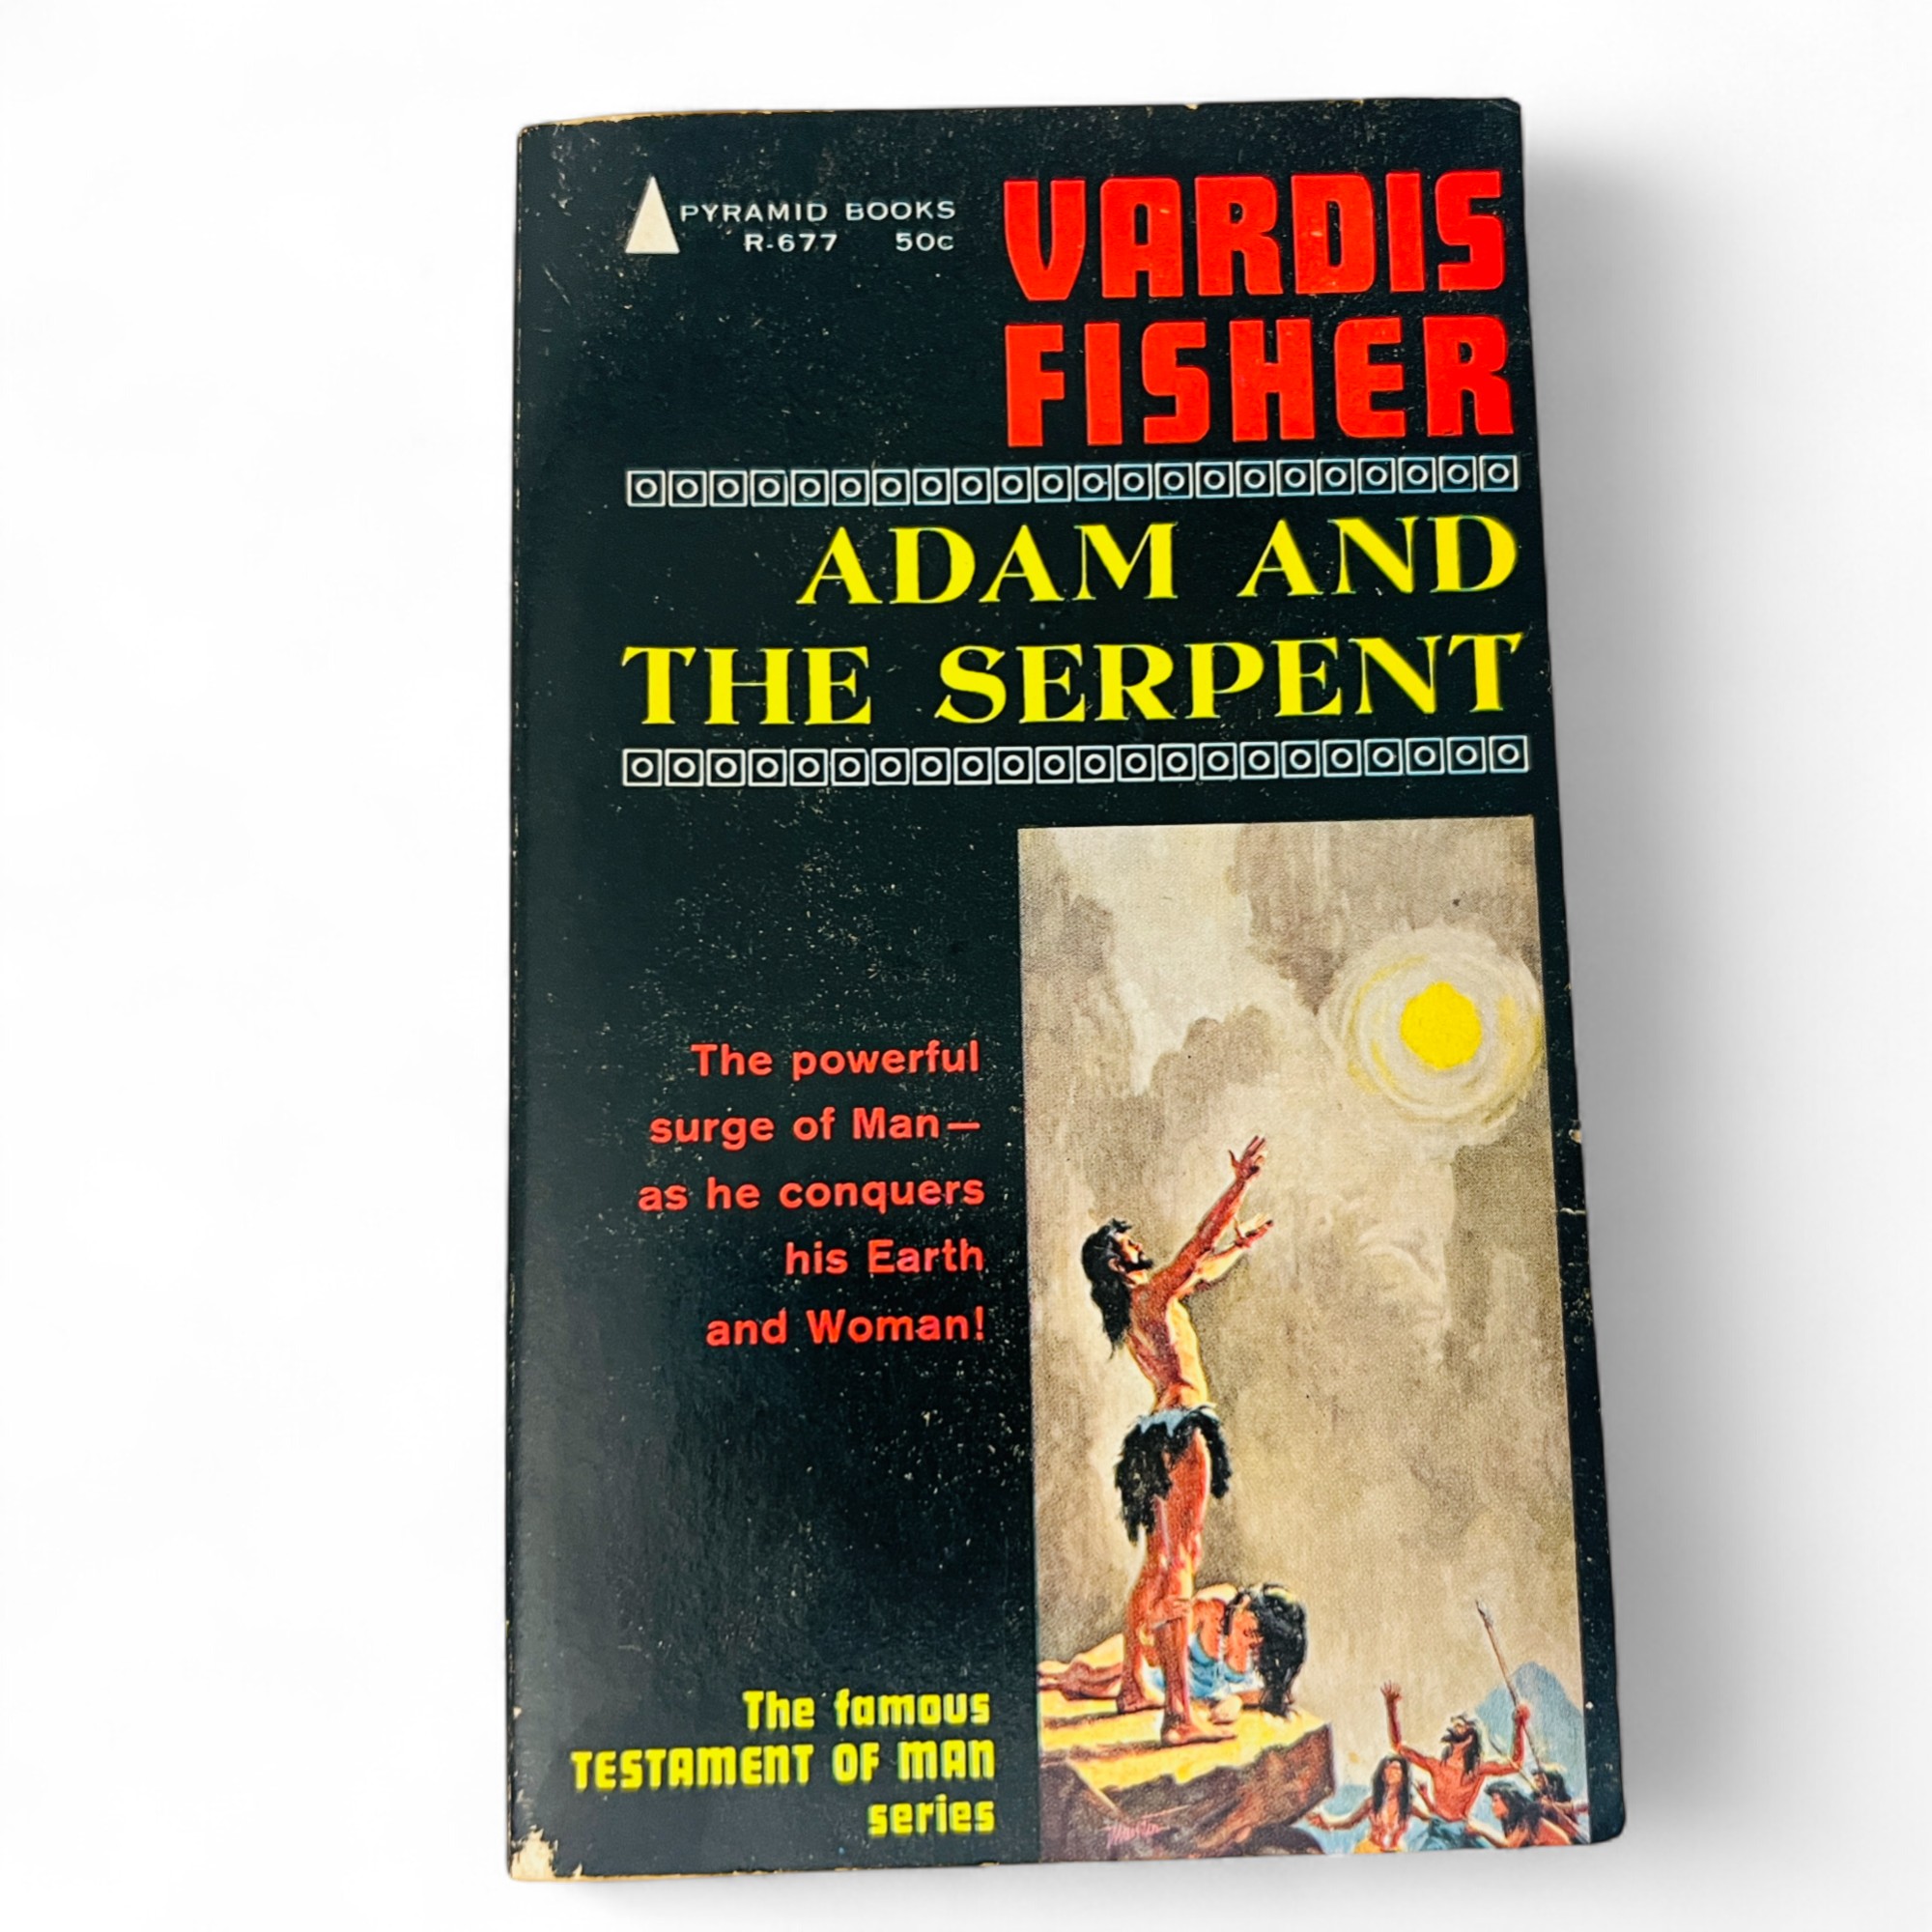 PYRAMID BOOKS
R-677 50c
VARDIS
FISHER
ADAM AND
THE SERPENT
The powerful
surge of Man—
as he conquers
his Earth
and Woman!
The famous
TESTAMENT OF MAN
series